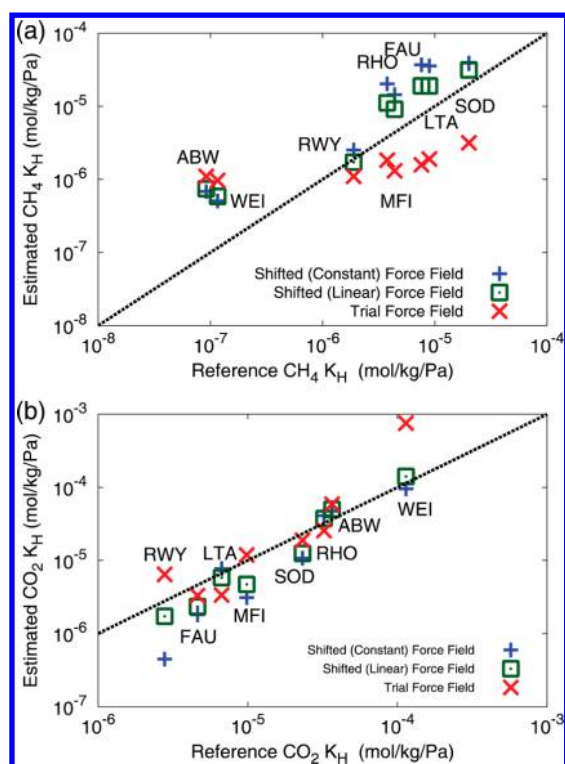 (a)
10⁻⁴
10⁻⁵
10⁻⁶
10⁻⁷
10⁻⁸
Estimated CH₄ K_H (mol/kg/Pa)
FAU
RHO
SOD
LTA
RWY
ABW
WEI
MFI
Shifted (Constant) Force Field
Shifted (Linear) Force Field
Trial Force Field
10⁻⁸ 10⁻⁷ 10⁻⁶ 10⁻⁵ 10⁻⁴
Reference CH₄ K_H (mol/kg/Pa)
(b)
10⁻³
10⁻⁴
10⁻⁵
10⁻⁶
10⁻⁷
Estimated CO₂ K_H (mol/kg/Pa)
WEI
ABW
RWY
LTA
RHO
SOD
MFI
FAU
Shifted (Constant) Force Field
Shifted (Linear) Force Field
Trial Force Field
10⁻⁶ 10⁻⁵ 10⁻⁴ 10⁻³
Reference CO₂ K_H (mol/kg/Pa)